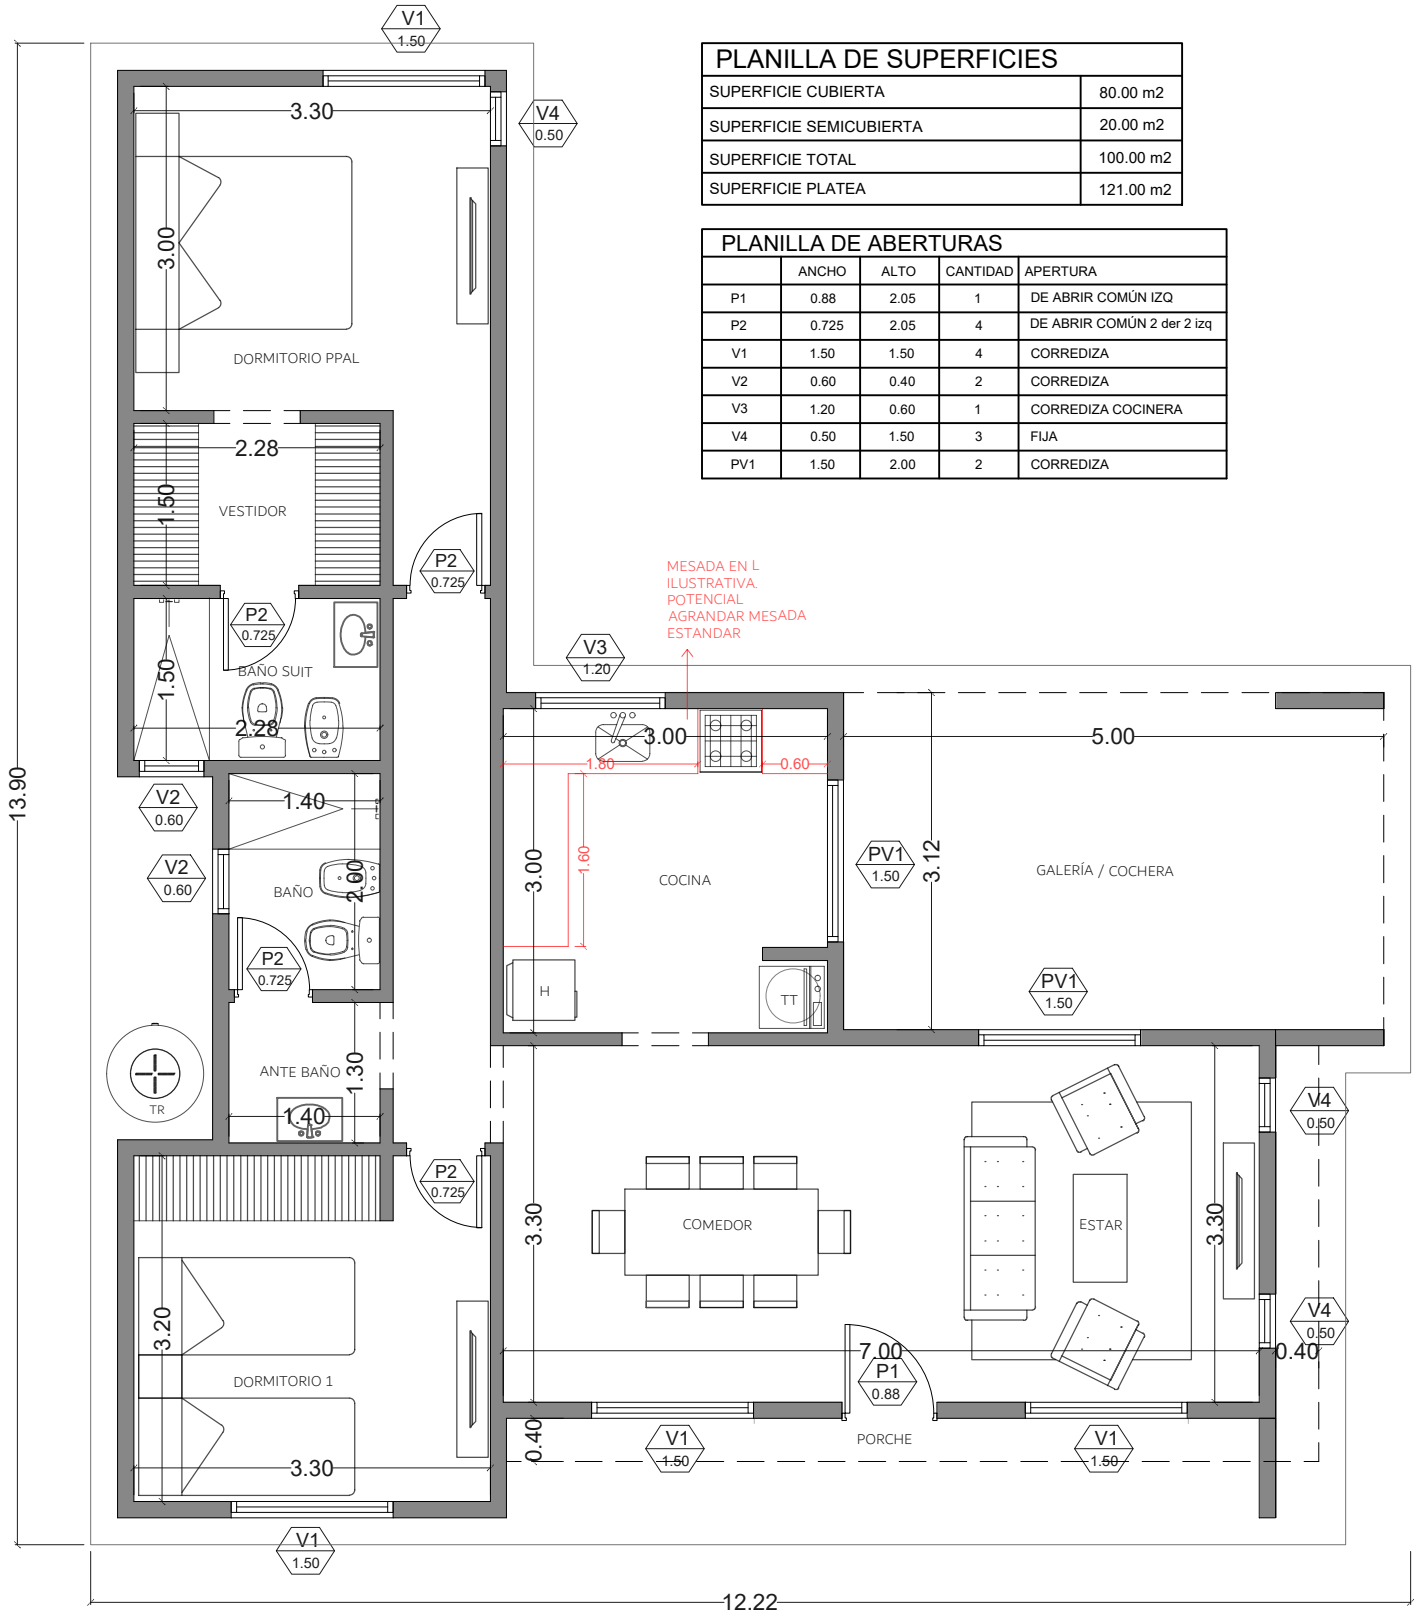 V1
1.50
PLANILLA DE SUPERFICIES
SUPERFICIE CUBIERTA 80.00 m2
SUPERFICIE SEMICUBIERTA 20.00 m2
SUPERFICIE TOTAL 100.00 m2
SUPERFICIE PLATEA 121.00 m2
PLANILLA DE ABERTURAS
ANCHO ALTO CANTIDAD APERTURA
P1 0.88 2.05 1 DE ABRIR COMÚN IZQ
P2 0.725 2.05 4 DE ABRIR COMÚN 2 der 2 izq
V1 1.50 1.50 4 CORREDIZA
V2 0.60 0.40 2 CORREDIZA
V3 1.20 0.60 1 CORREDIZA COCINERA
V4 0.50 1.50 3 FIJA
PV1 1.50 2.00 2 CORREDIZA
3.30
V4
0.50
3.00
DORMITORIO PPAL
2.28
1.50
VESTIDOR
P2
0.725
P2
0.725
BAÑO SUIT
1.50
2.28
MESADA EN L
ILUSTRATIVA.
POTENCIAL
AGRANDAR MESADA
ESTANDAR
V3
1.20
3.00
1.80
0.60
5.00
13.90
V2
0.60
1.40
V2
0.60
BAÑO
2.00
P2
0.725
3.00
1.60
COCINA
PV1
1.50
3.12
GALERÍA / COCHERA
H
TT
PV1
1.50
TR
ANTE BAÑO
1.30
1.40
P2
0.725
V4
0.50
3.30
COMEDOR
ESTAR
3.30
V4
0.50
3.20
DORMITORIO 1
7.00
0.40
P1
0.88
3.30
0.40
V1
1.50
PORCHE
V1
1.50
V1
1.50
12.22